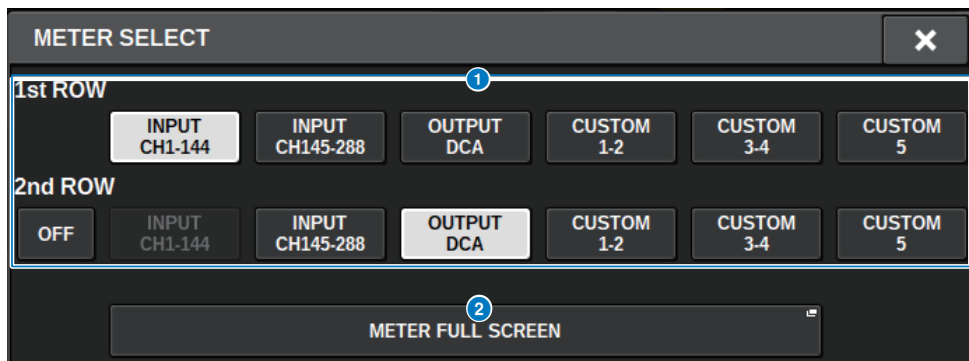 METER SELECT
1
1st ROW
INPUT CH1-144
INPUT CH145-288
OUTPUT DCA
CUSTOM 1-2
CUSTOM 3-4
CUSTOM 5
2nd ROW
OFF
INPUT CH1-144
INPUT CH145-288
OUTPUT DCA
CUSTOM 1-2
CUSTOM 3-4
CUSTOM 5
2
METER FULL SCREEN